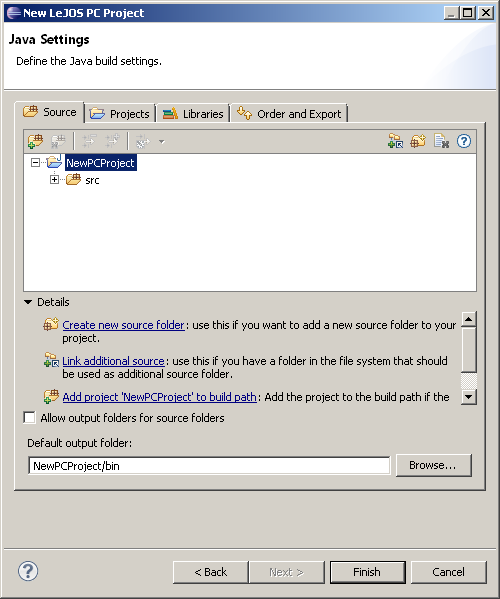 New LeJOS PC Project
Java Settings
Define the Java build settings.
Source Projects Libraries Order and Export
NewPCProject
src
Details
Create new source folder: use this if you want to add a new source folder to your
project.
Link additional source: use this if you have a folder in the file system that should
be used as additional source folder.
Add project 'NewPCProject' to build path: Add the project to the build path if the
Allow output folders for source folders
Default output folder:
NewPCProject/bin
Browse...
< Back Next > Finish Cancel